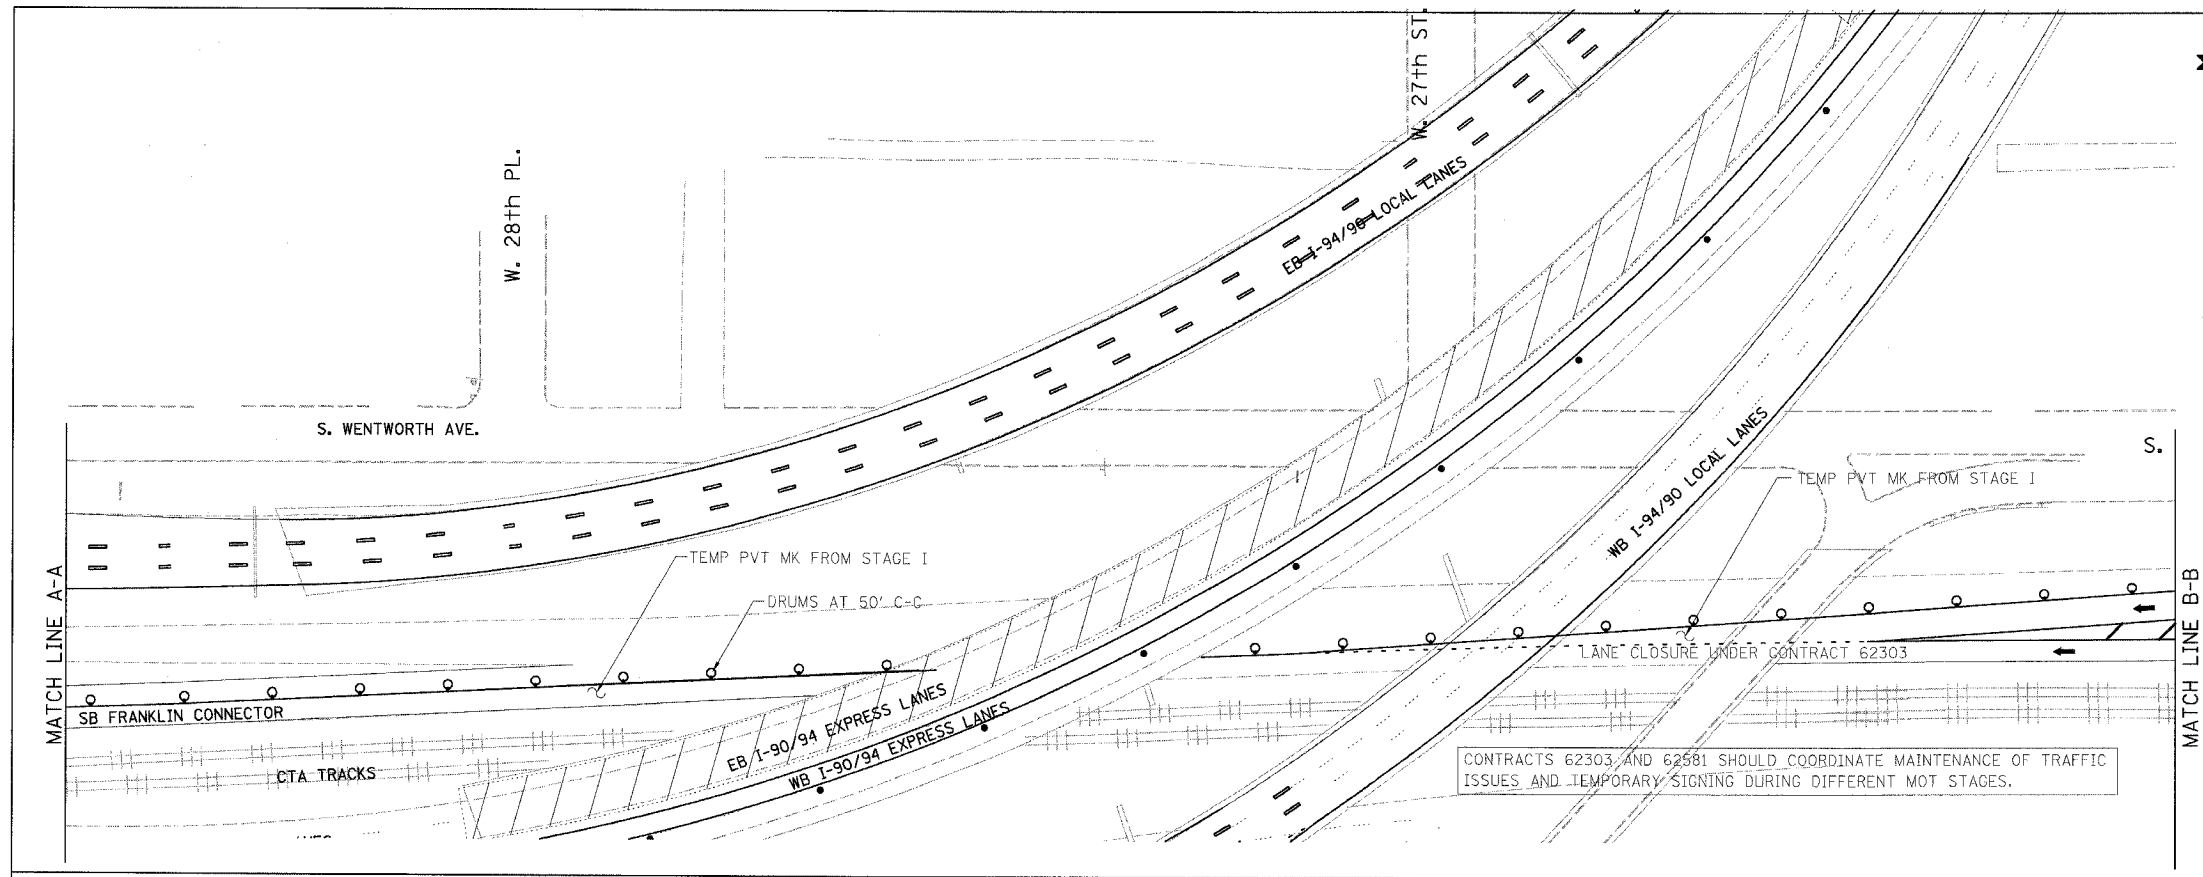 W. 27th ST.
W. 28th PL.
EB I-94/90 LOCAL LANES
S. WENTWORTH AVE.
S.
WB I-94/90 LOCAL LANES
TEMP PVT MK FROM STAGE I
TEMP PVT MK FROM STAGE I
DRUMS AT 50' C-C
MATCH LINE A-A
MATCH LINE B-B
LANE CLOSURE UNDER CONTRACT 62303
SB FRANKLIN CONNECTOR
EB I-90/94 EXPRESS LANES
WB I-90/94 EXPRESS LANES
CTA TRACKS
CONTRACTS 62303 AND 62581 SHOULD COORDINATE MAINTENANCE OF TRAFFIC
ISSUES AND TEMPORARY SIGNING DURING DIFFERENT MOT STAGES.